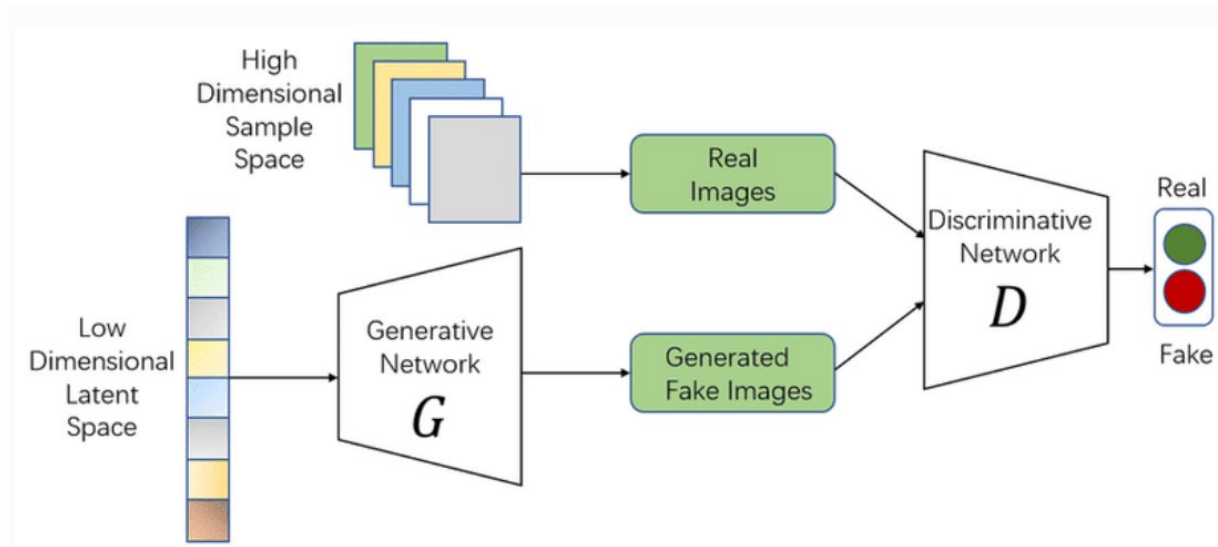 High
Dimensional
Sample
Space
Real
Images
Real
Discriminative
Network
D
Fake
Low
Dimensional
Latent
Space
Generative
Network
G
Generated
Fake Images